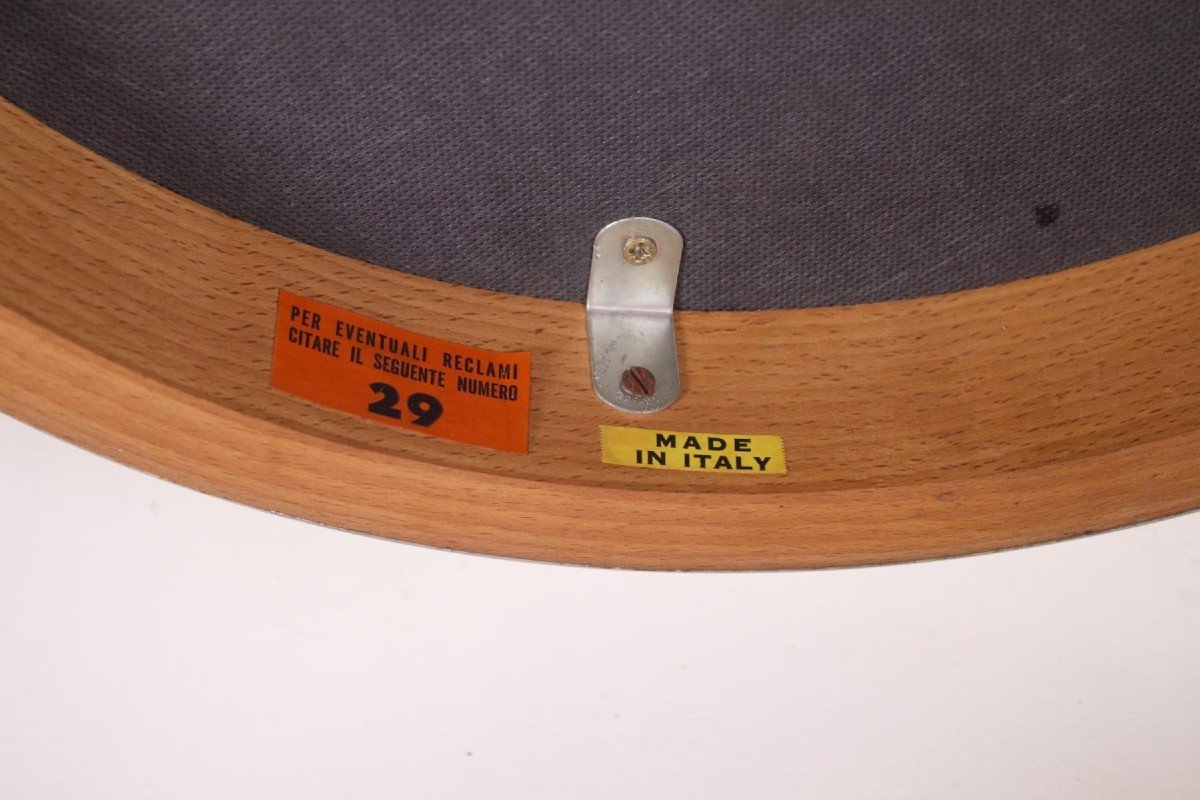 PER EVENTUALI RECLAMI
CITARE IL SEGUENTE NUMERO
29
MADE
IN ITALY